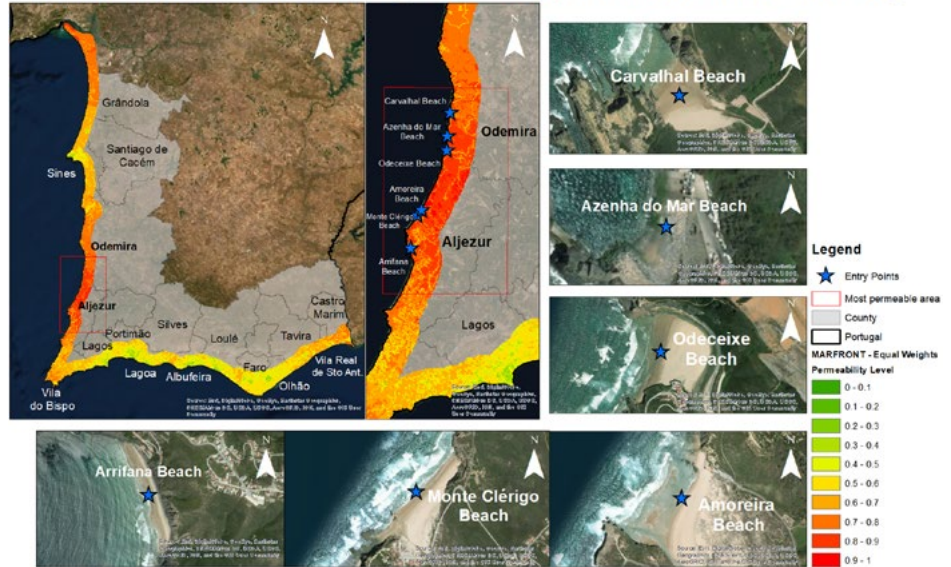 N
Grândola
Santiago de
Cacém
Sines
Odemira
Aljezur
Portimão
Silves
Lagos
Loulé
Tavira
Castro
Marim
Lagoa
Albufeira
Faro
Olhão
Vila Real
de Sto Ant.
Vila
do Bispo
N
Carvalhal Beach
Azenha do Mar
Beach
Odeceixe Beach
Odemira
Amoreira
Beach
Monte Clérigo
Beach
Aljezur
Arrifana
Beach
Lagos
N
Carvalhal Beach
Azenha do Mar Beach
Odeceixe
Beach
N
Arrifana Beach
N
Monte Clérigo
Beach
N
Amoreira
Beach
Legend
Entry Points
Most permeable area
County
Portugal
MARFRONT - Equal Weights
Permeability Level
0 - 0.1
0.1 - 0.2
0.2 - 0.3
0.3 - 0.4
0.4 - 0.5
0.5 - 0.6
0.6 - 0.7
0.7 - 0.8
0.8 - 0.9
0.9 - 1